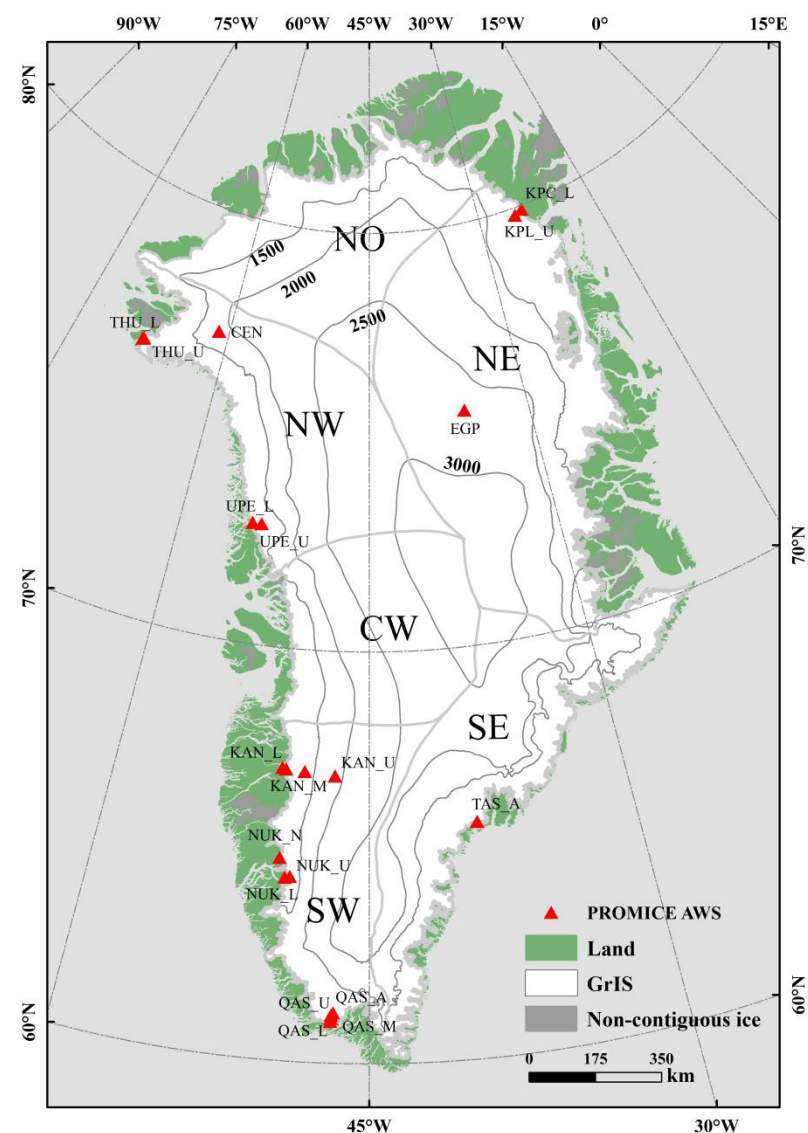 90°W 75°W 60°W 45°W 30°W 15°W 0° 15°E
80°N
KPC_L
KPL_U
NO
1500
2000
2500
THU_L
CEN
THU_U
NE
NW
EGP
3000
UPE_L
UPE_U
70°N
70°N
CW
SE
KAN_L
KAN_U
KAN_M
TAS_A
NUK_N
NUK_U
NUK_L
SW
PROMICE AWS
Land
GrIS
Non-contiguous ice
QAS_U
QAS_A
QAS_L
QAS_M
60°N
60°N
0 175 350
km
45°W 30°W